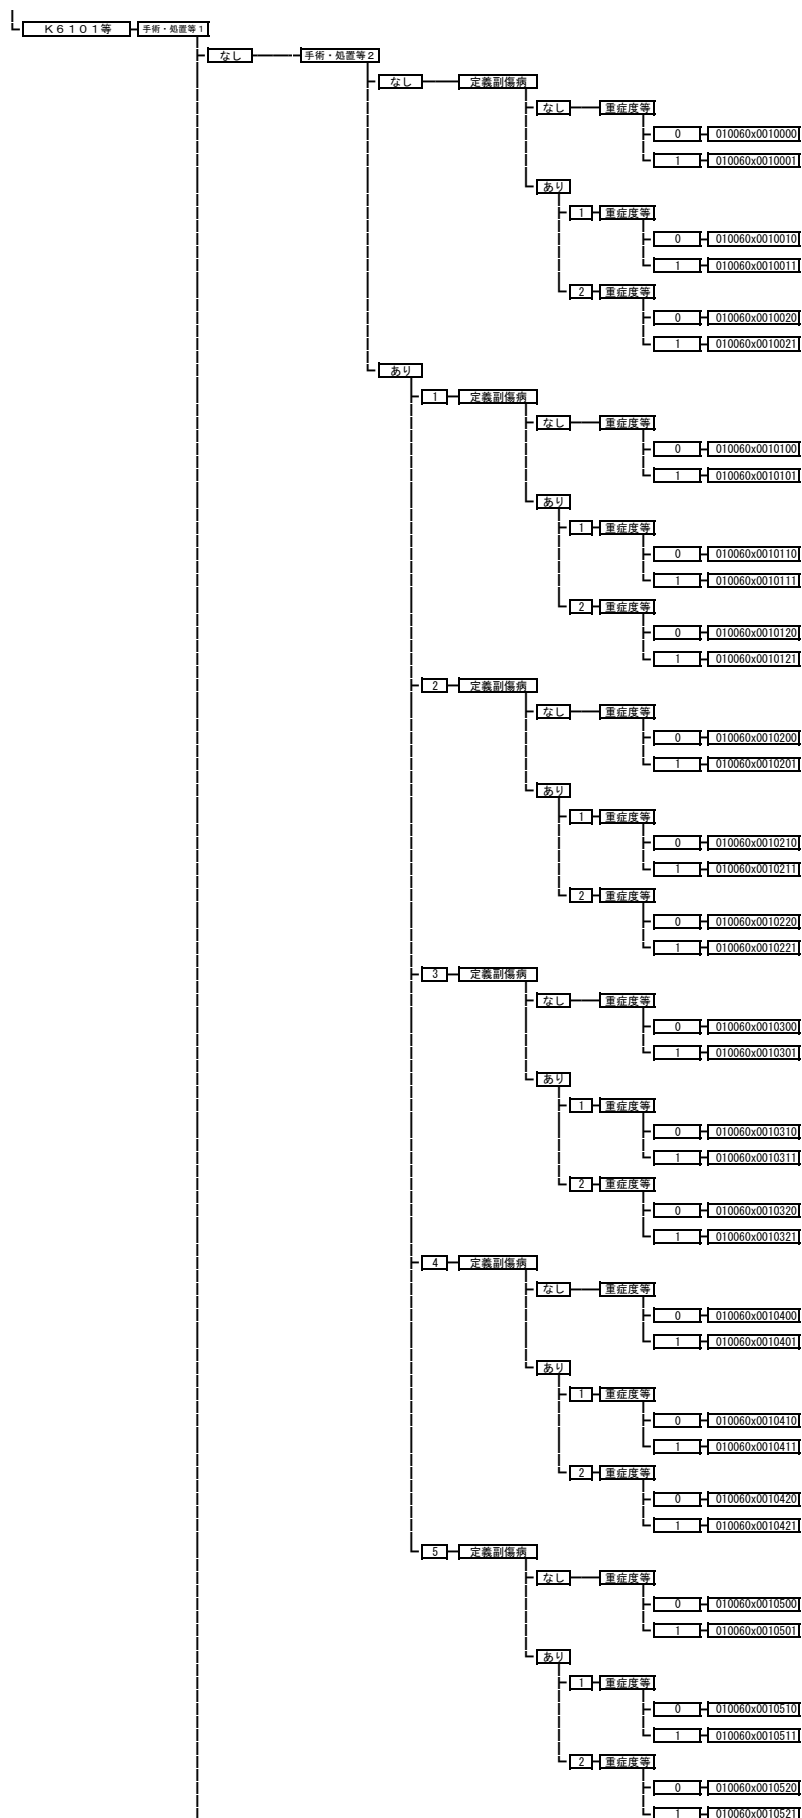 K6101等 手術・処置等1
なし 手術・処置等2
なし 定義副傷病
なし 重症度等
0 010060x0010000
1 010060x0010001
あり
1 重症度等
0 010060x0010010
1 010060x0010011
2 重症度等
0 010060x0010020
1 010060x0010021
あり
1 定義副傷病
なし 重症度等
0 010060x0010100
1 010060x0010101
あり
1 重症度等
0 010060x0010110
1 010060x0010111
2 重症度等
0 010060x0010120
1 010060x0010121
2 定義副傷病
なし 重症度等
0 010060x0010200
1 010060x0010201
あり
1 重症度等
0 010060x0010210
1 010060x0010211
2 重症度等
0 010060x0010220
1 010060x0010221
3 定義副傷病
なし 重症度等
0 010060x0010300
1 010060x0010301
あり
1 重症度等
0 010060x0010310
1 010060x0010311
2 重症度等
0 010060x0010320
1 010060x0010321
4 定義副傷病
なし 重症度等
0 010060x0010400
1 010060x0010401
あり
1 重症度等
0 010060x0010410
1 010060x0010411
2 重症度等
0 010060x0010420
1 010060x0010421
5 定義副傷病
なし 重症度等
0 010060x0010500
1 010060x0010501
あり
1 重症度等
0 010060x0010510
1 010060x0010511
2 重症度等
0 010060x0010520
1 010060x0010521